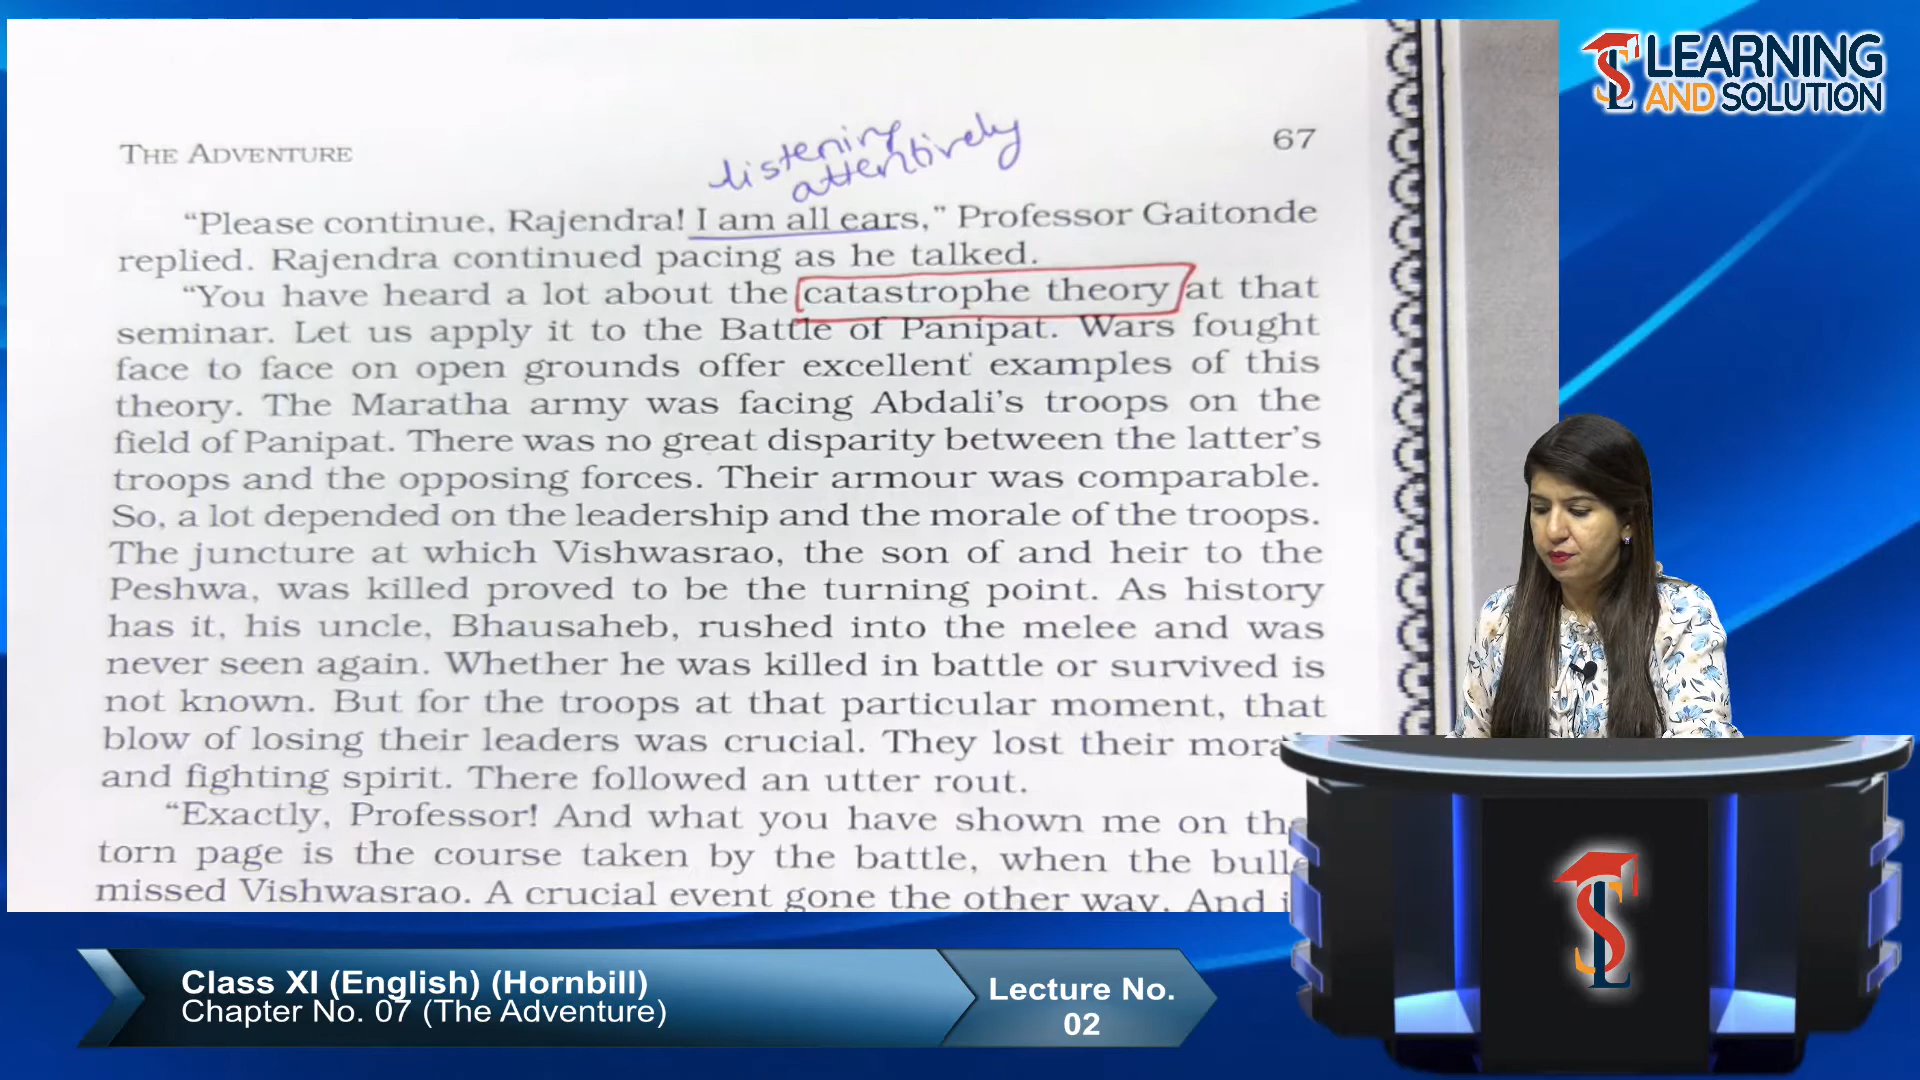 LEARNING
AND SOLUTION
THE ADVENTURE
listening
attentively
67
“Please continue, Rajendra! I am all ears,” Professor Gaitonde
replied. Rajendra continued pacing as he talked.
“You have heard a lot about the catastrophe theory at that
seminar. Let us apply it to the Battle of Panipat. Wars fought
face to face on open grounds offer excellent examples of this
theory. The Maratha army was facing Abdali’s troops on the
field of Panipat. There was no great disparity between the latter’s
troops and the opposing forces. Their armour was comparable.
So, a lot depended on the leadership and the morale of the troops.
The juncture at which Vishwasrao, the son of and heir to the
Peshwa, was killed proved to be the turning point. As history
has it, his uncle, Bhausaheb, rushed into the melee and was
never seen again. Whether he was killed in battle or survived is
not known. But for the troops at that particular moment, that
blow of losing their leaders was crucial. They lost their
and fighting spirit. There followed an utter rout.
“Exactly, Professor! And what you have shown me on
torn page is the course taken by the battle, when the
missed Vishwasrao. A crucial event gone the other way. And
Class XI (English) (Hornbill)
Chapter No. 07 (The Adventure)
Lecture No.
02